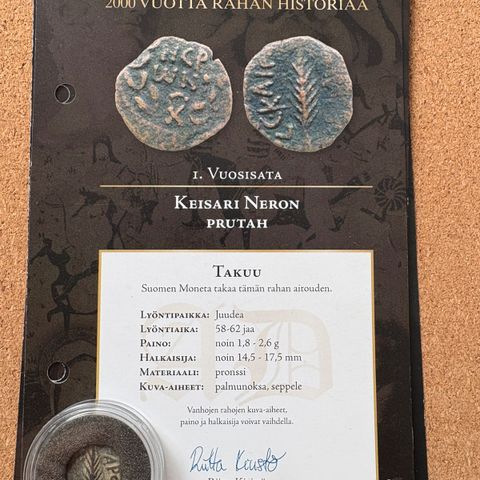 2000 VUOTTA RAHAN HISTORIAA
1. VUOSISATA
KEISARI NERON
PRUTAH
TAKUU
Suomen Moneta takaa tämän rahan aitouden.
LYÖNTIPAIKKA: Juudea
LYÖNTIAIKA: 58-62 jaa
PAINO: noin 1,8 - 2,6 g
HALKAISIJA: noin 14,5 - 17,5 mm
MATERIAALI: pronssi
KUVA-AIHEET: palmunoksa, seppele
Vanhojen rahojen kuva-aiheet,
paino ja halkaisija voivat vaihdella.